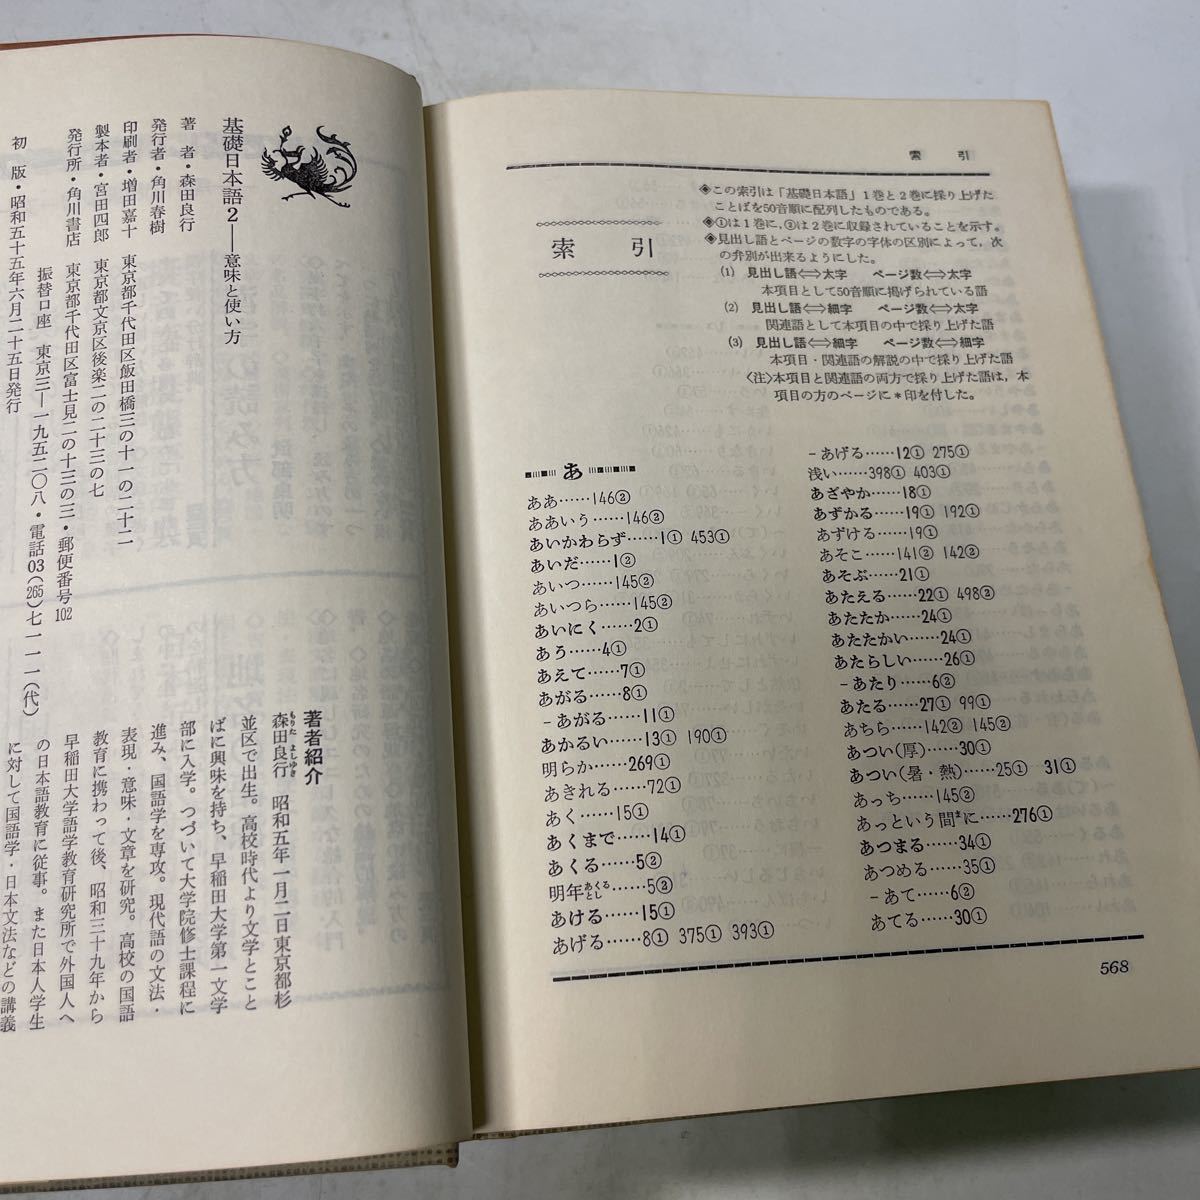 基礎日本語2——意味と使い方
著　者・森田良行
発行者・角川春樹
印刷者・増田嘉十　東京都千代田区飯田橋三の十一の二十二
製本者・宮田四郎　東京都文京区後楽二の二十三の七
発行所・角川書店　東京都千代田区富士見二の十三の三・郵便番号102
振替口座　東京三—一九五二〇八・電話03(265)七一一一(代)
初　版・昭和五十五年六月二十五日発行
著者紹介
森田良行　昭和五年一月二日東京都杉
並区で出生。高校時代より文学とこと
ばに興味を持ち、早稲田大学第一文学
部に入学。つづいて大学院修士課程に
進み、国語学を専攻。現代語の文法・
表現・意味・文章を研究。高校の国語
教育に携わって後、昭和三十九年から
早稲田大学語学教育研究所で外国人へ
の日本語教育に従事。また日本人学生
に対して国語学・日本文法などの講義
索　引
索　引
◈この索引は「基礎日本語」1巻と2巻に採り上げた
ことばを50音順に配列したものである。
◈①は1巻に，②は2巻に収録されていることを示す。
◈見出し語とページの数字の字体の区別によって，次
の弁別が出来るようにした。
(1)　見出し語⇔太字　ページ数⇔太字
本項目として50音順に掲げられている語
(2)　見出し語⇔細字　ページ数⇔太字
関連語として本項目の中で採り上げた語
(3)　見出し語⇔細字　ページ数⇔細字
本項目・関連語の解説の中で採り上げた語
〈注〉本項目と関連語の両方で採り上げた語は，本
項目の方のページに＊印を付した。
あ
ああ……146②
ああいう……146②
あいかわらず……1① 453①
あいだ……1②
あいつ……145②
あいつら……145②
あいにく……2①
あう……4①
あえて……7①
あがる……8①
-あがる……11①
あかるい……13① 190①
明らか……269①
あきれる……72①
あく……15①
あくまで……14①
あくる……5②
明年あくるとし……5②
あける……15①
あげる……8① 375① 393①
-あげる……12① 275①
浅い……398① 403①
あざやか……18①
あずかる……19① 192①
あずける……19①
あそこ……141② 142②
あそぶ……21①
あたえる……22① 498②
あたたか……24①
あたたかい……24①
あたらしい……26①
-あたり……6②
あたる……27① 99①
あちら……142② 145②
あつい(厚)……30①
あつい(暑・熱)……25① 31①
あっち……145②
あっという間まに……276①
あつまる……34①
あつめる……35①
-あて……6②
あてる……30①
568